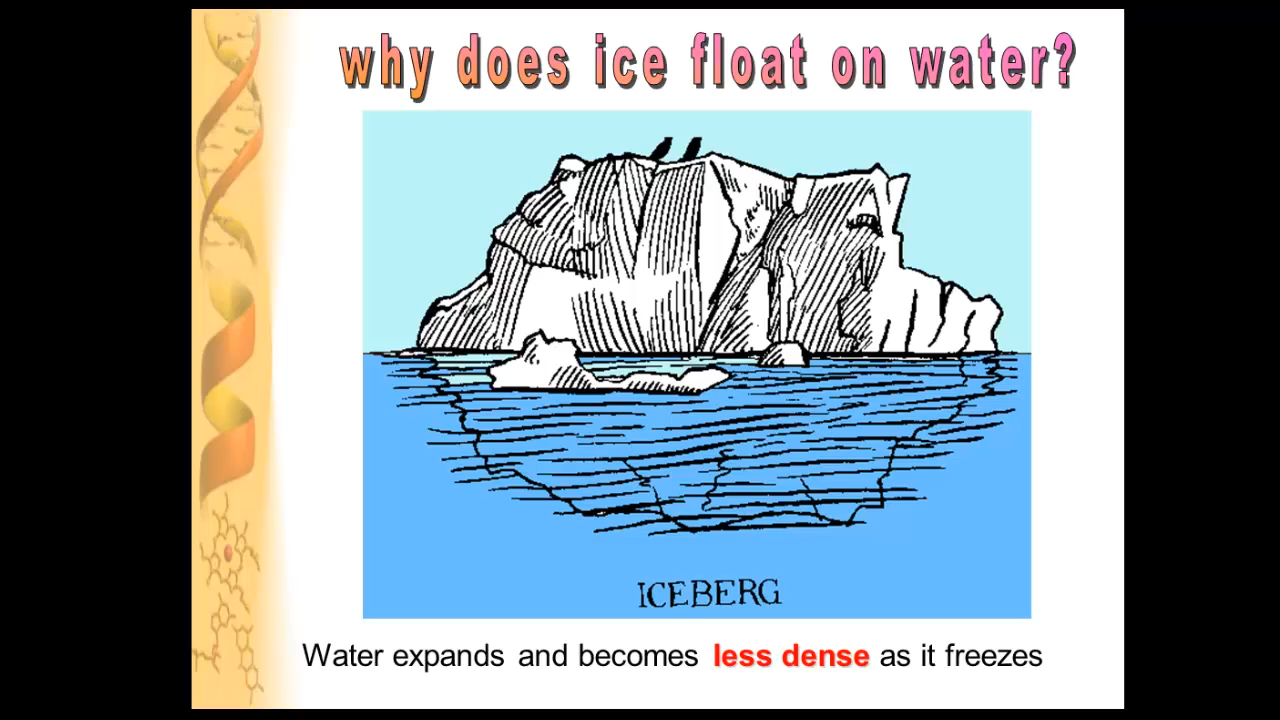 why does ice float on water?
ICEBERG
Water expands and becomes less dense as it freezes